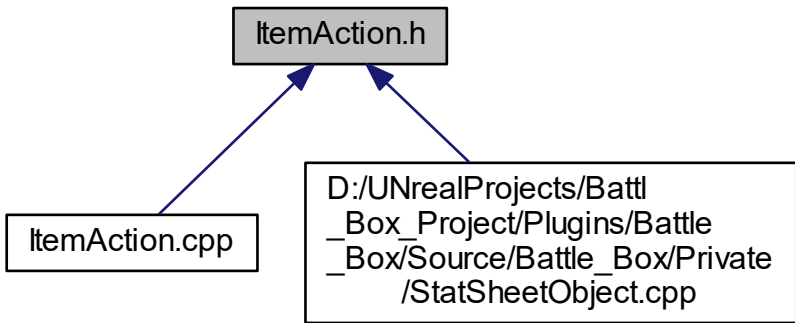 ItemAction.h
ItemAction.cpp
D:/UNrealProjects/Battl
_Box_Project/Plugins/Battle
_Box/Source/Battle_Box/Private
/StatSheetObject.cpp